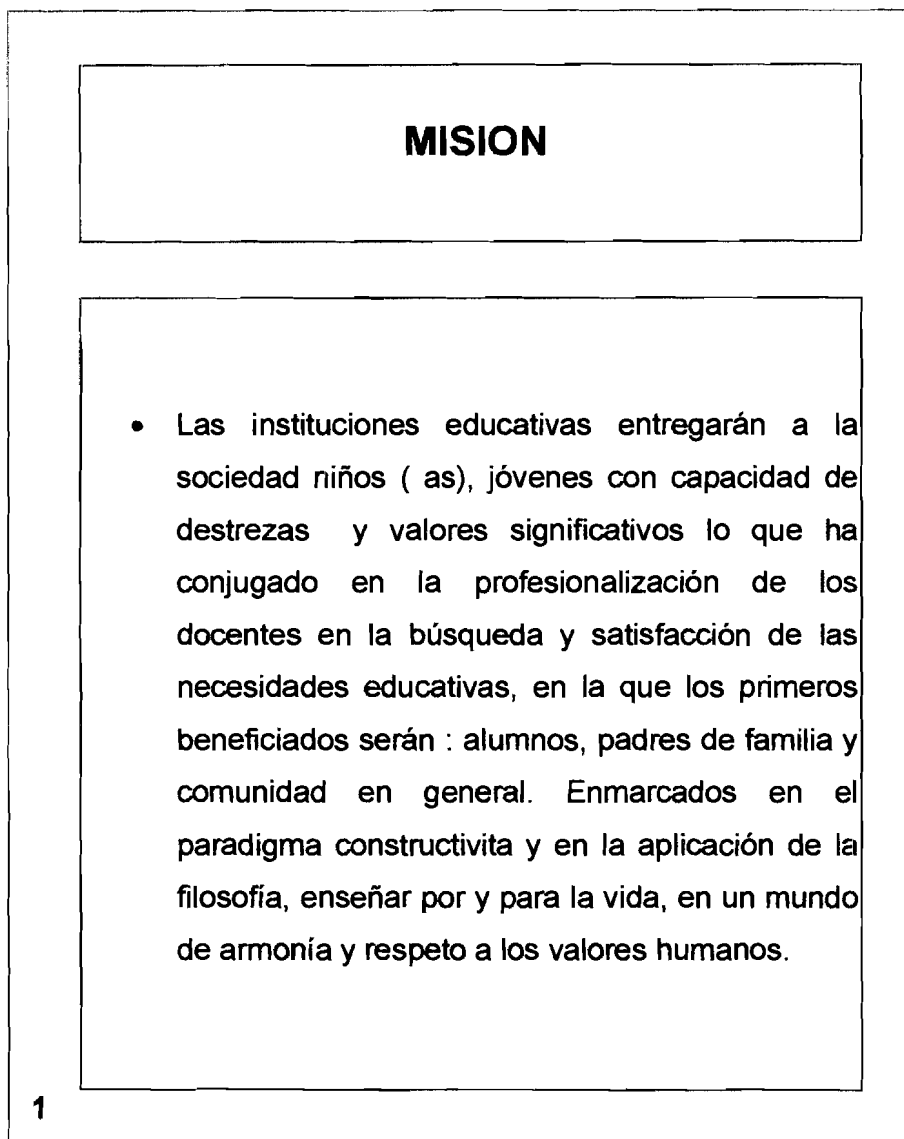 MISION
• Las instituciones educativas entregarán a la
sociedad niños ( as), jóvenes con capacidad de
destrezas y valores significativos lo que ha
conjugado en la profesionalización de los
docentes en la búsqueda y satisfacción de las
necesidades educativas, en la que los primeros
beneficiados serán : alumnos, padres de familia y
comunidad en general. Enmarcados en el
paradigma constructivita y en la aplicación de la
filosofía, enseñar por y para la vida, en un mundo
de armonía y respeto a los valores humanos.
1